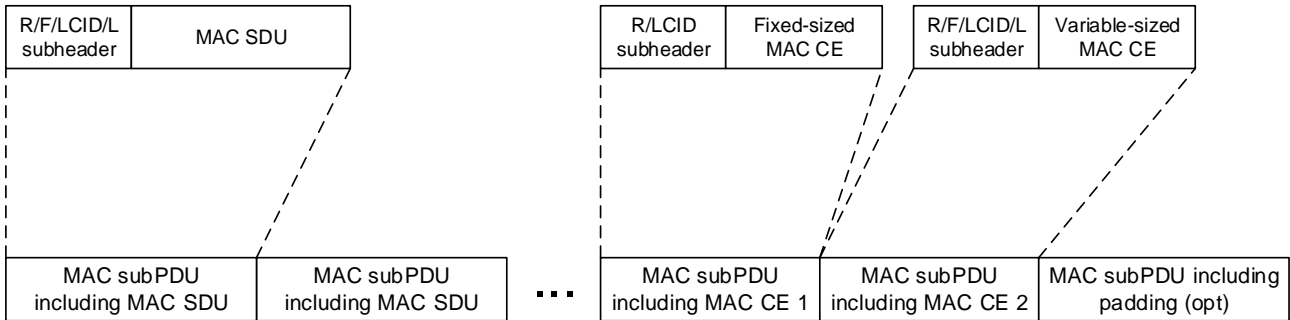 R/F/LCID/L
subheader
MAC SDU
R/LCID
subheader
Fixed-sized
MAC CE
R/F/LCID/L
subheader
Variable-sized
MAC CE
MAC subPDU
including MAC SDU
MAC subPDU
including MAC SDU
...
MAC subPDU
including MAC CE 1
MAC subPDU
including MAC CE 2
MAC subPDU including
padding (opt)